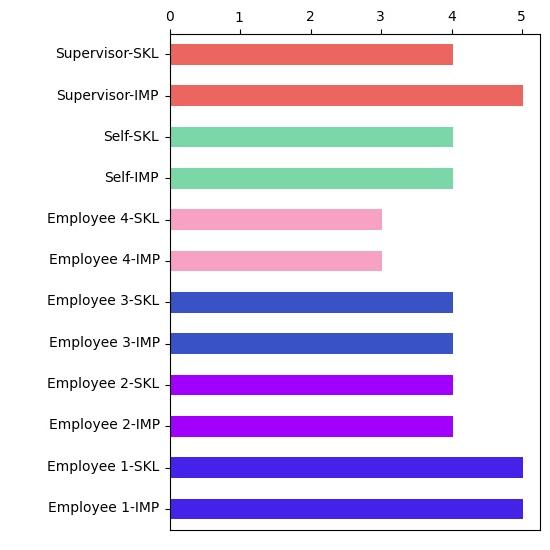 0 1 2 3 4 5
Supervisor-SKL
Supervisor-IMP
Self-SKL
Self-IMP
Employee 4-SKL
Employee 4-IMP
Employee 3-SKL
Employee 3-IMP
Employee 2-SKL
Employee 2-IMP
Employee 1-SKL
Employee 1-IMP